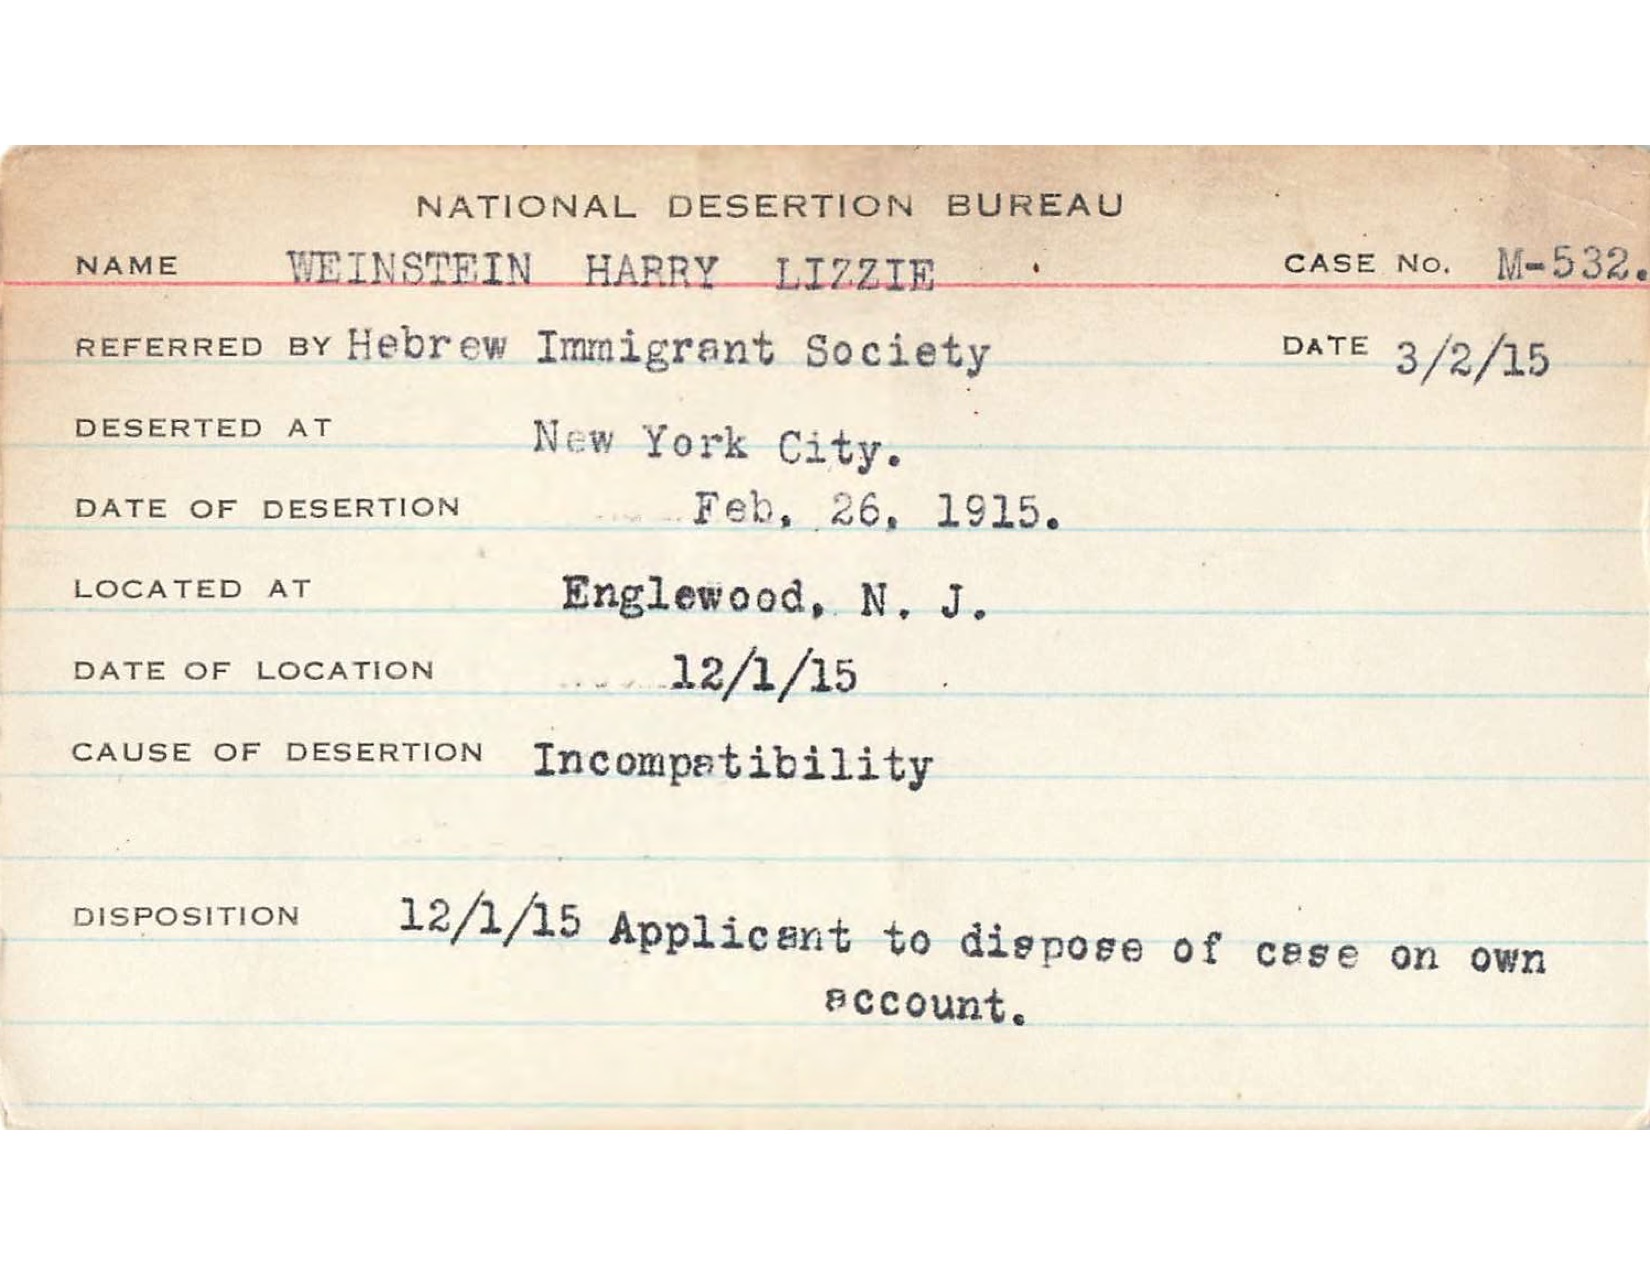 NATIONAL DESERTION BUREAU
NAME WEINSTEIN HARRY LIZZIE CASE No. M-532.
REFERRED BY Hebrew Immigrant Society DATE 3/2/15
DESERTED AT New York City.
DATE OF DESERTION Feb. 26, 1915.
LOCATED AT Englewood, N. J.
DATE OF LOCATION 12/1/15
CAUSE OF DESERTION Incompatibility
DISPOSITION 12/1/15 Applicant to dispose of case on own
account.